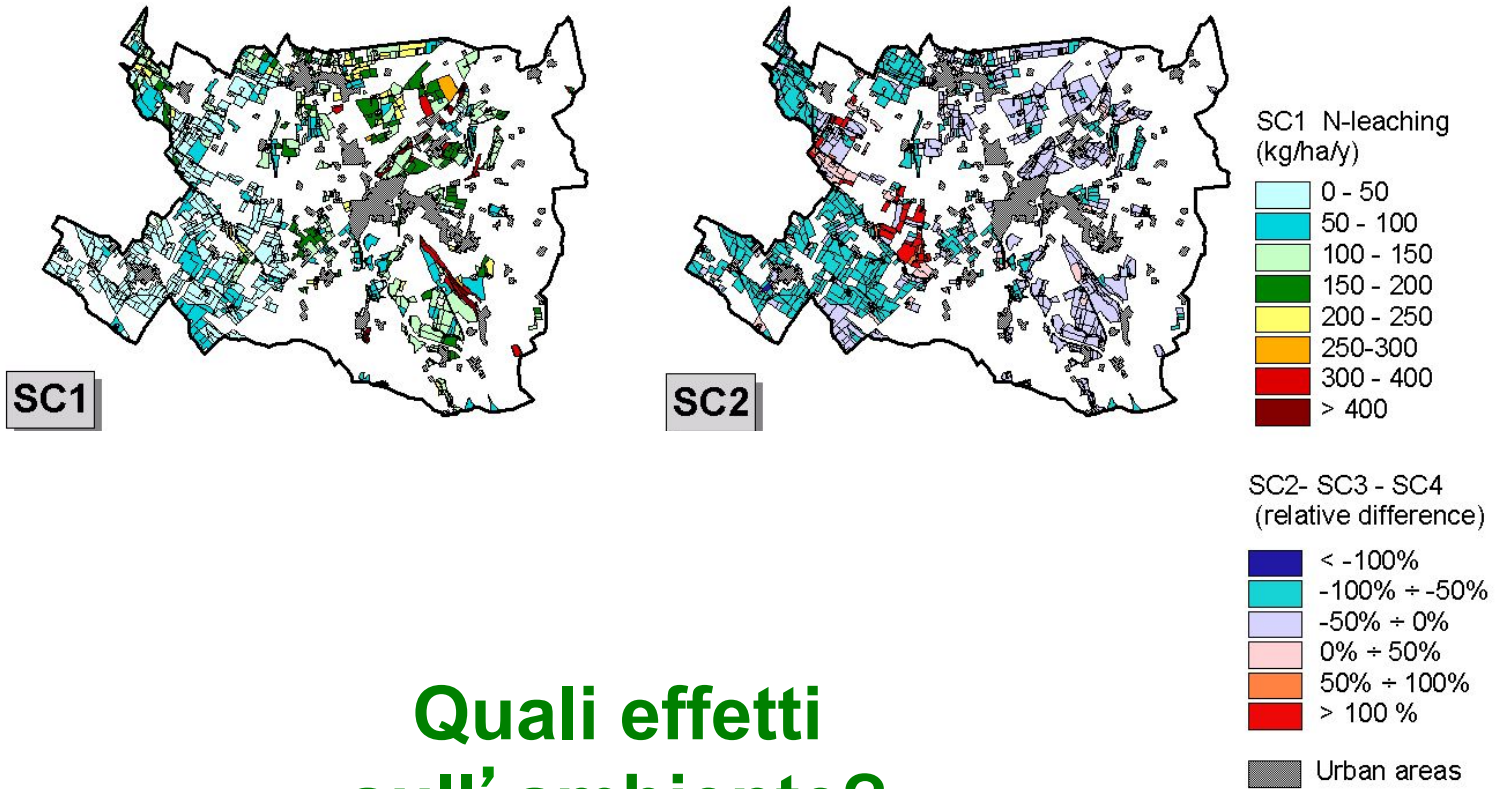 SC1
SC2
SC1 N-leaching
(kg/ha/y)
0 - 50
50 - 100
100 - 150
150 - 200
200 - 250
250-300
300 - 400
> 400
SC2- SC3 - SC4
(relative difference)
< -100%
-100% ÷ -50%
-50% ÷ 0%
0% ÷ 50%
50% ÷ 100%
> 100 %
Urban areas
Quali effetti
sull’ambiente?